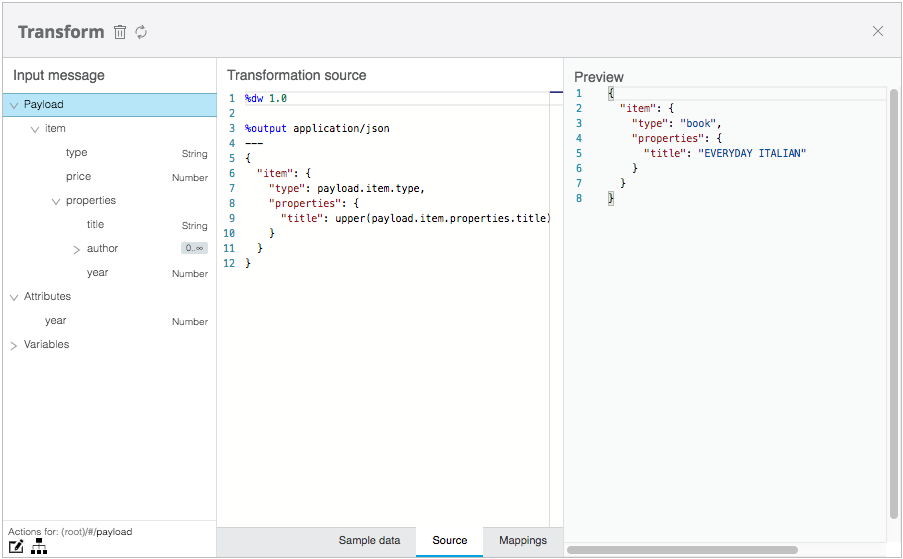 Transform
Input message
Payload
item
type String
price Number
properties
title String
author 0..∞
year Number
Attributes
year Number
Variables
Actions for: (root)/#/payload
Transformation source
1 %dw 1.0
2
3 %output application/json
4 ---
5 {
6 "item": {
7 "type": payload.item.type,
8 "properties": {
9 "title": upper(payload.item.properties.title)
10 }
11 }
12 }
Sample data Source Mappings
Preview
1 {
2 "item": {
3 "type": "book",
4 "properties": {
5 "title": "EVERYDAY ITALIAN"
6 }
7 }
8 }